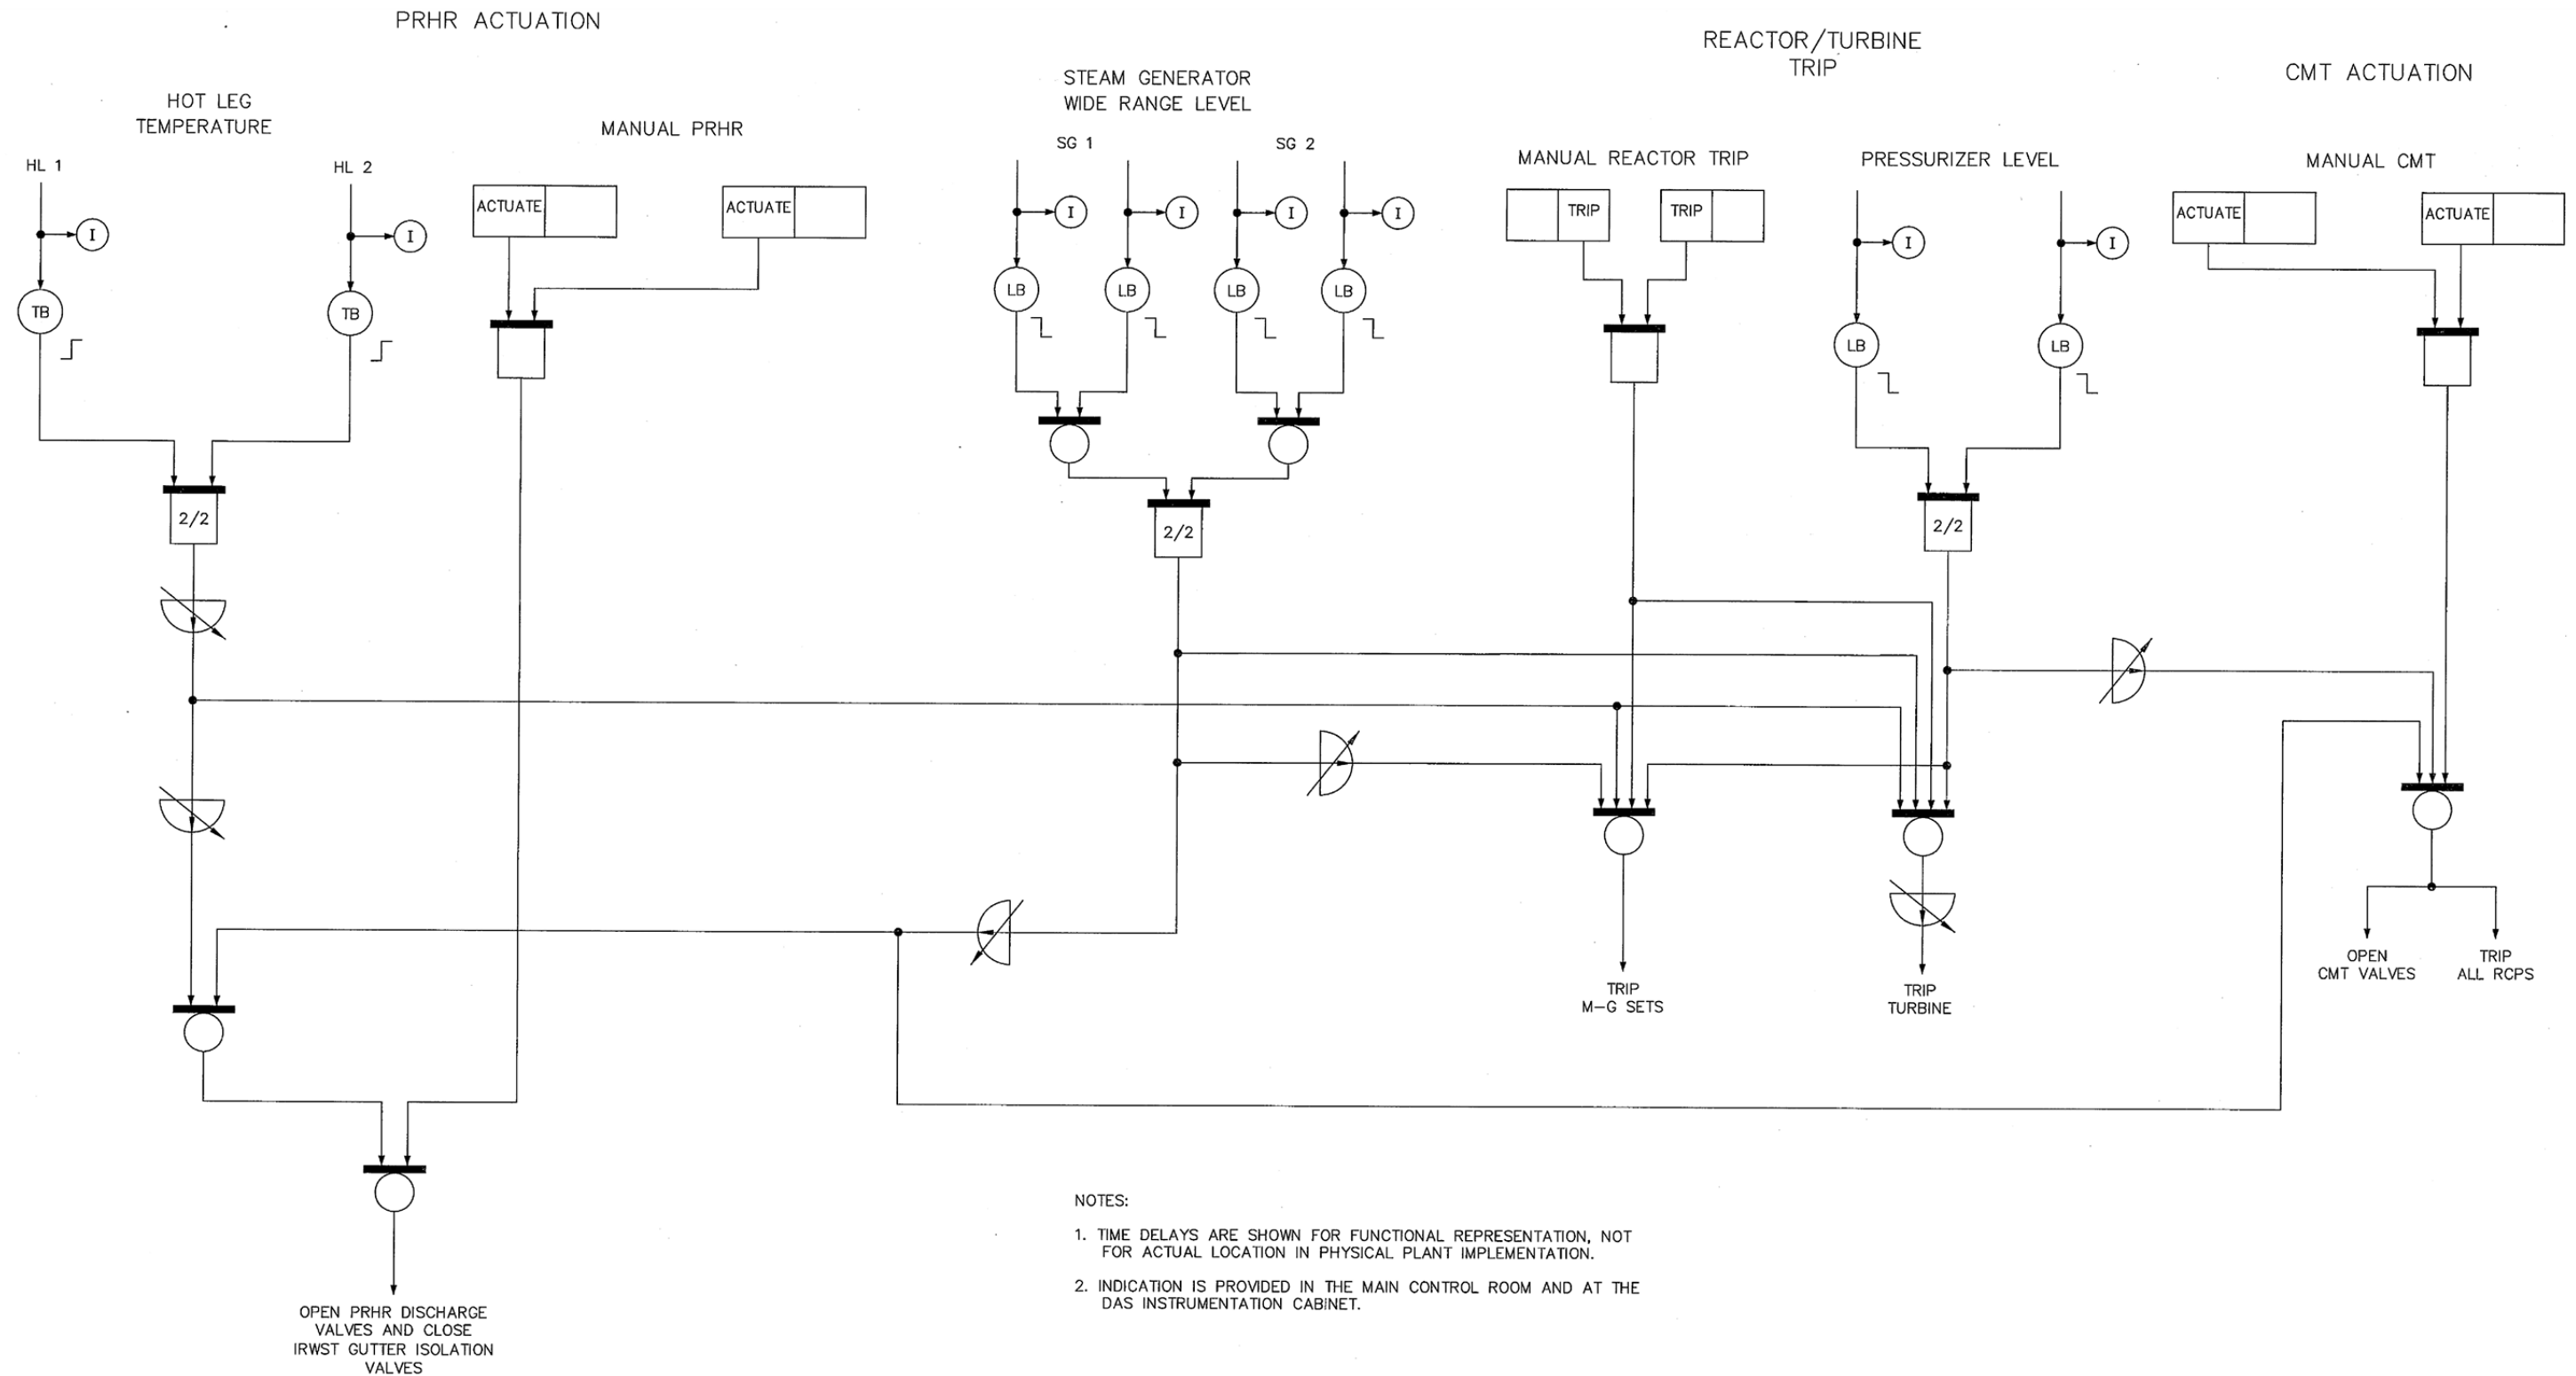 PRHR ACTUATION
REACTOR/TURBINE
TRIP
CMT ACTUATION
HOT LEG
TEMPERATURE
MANUAL PRHR
STEAM GENERATOR
WIDE RANGE LEVEL
SG 1
SG 2
MANUAL REACTOR TRIP
PRESSURIZER LEVEL
MANUAL CMT
HL 1
HL 2
ACTUATE
ACTUATE
TRIP
TRIP
ACTUATE
ACTUATE
I
I
I
I
I
I
I
I
TB
TB
LB
LB
LB
LB
LB
LB
2/2
2/2
2/2
OPEN
CMT VALVES
TRIP
ALL RCPS
TRIP
M-G SETS
TRIP
TURBINE
OPEN PRHR DISCHARGE
VALVES AND CLOSE
IRWST GUTTER ISOLATION
VALVES
NOTES:
1. TIME DELAYS ARE SHOWN FOR FUNCTIONAL REPRESENTATION, NOT
FOR ACTUAL LOCATION IN PHYSICAL PLANT IMPLEMENTATION.
2. INDICATION IS PROVIDED IN THE MAIN CONTROL ROOM AND AT THE
DAS INSTRUMENTATION CABINET.